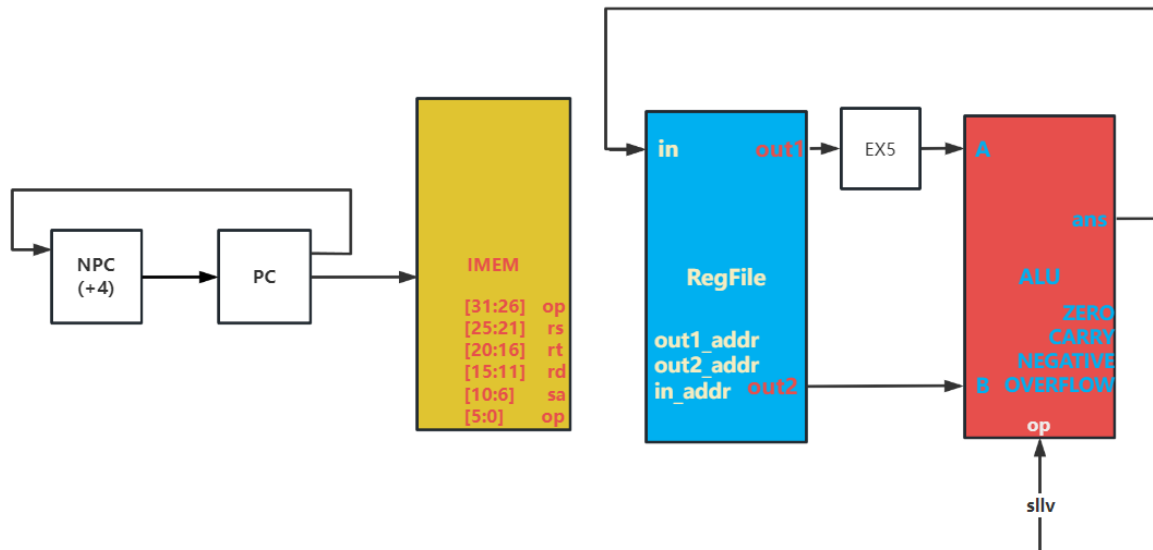 NPC
(+4)
PC
IMEM
[31:26] op
[25:21] rs
[20:16] rt
[15:11] rd
[10:6] sa
[5:0] op
in out1
RegFile
out1_addr
out2_addr
in_addr out2
EX5
A
ans
ALU
ZERO
CARRY
NEGATIVE
B OVERFLOW
op
sllv